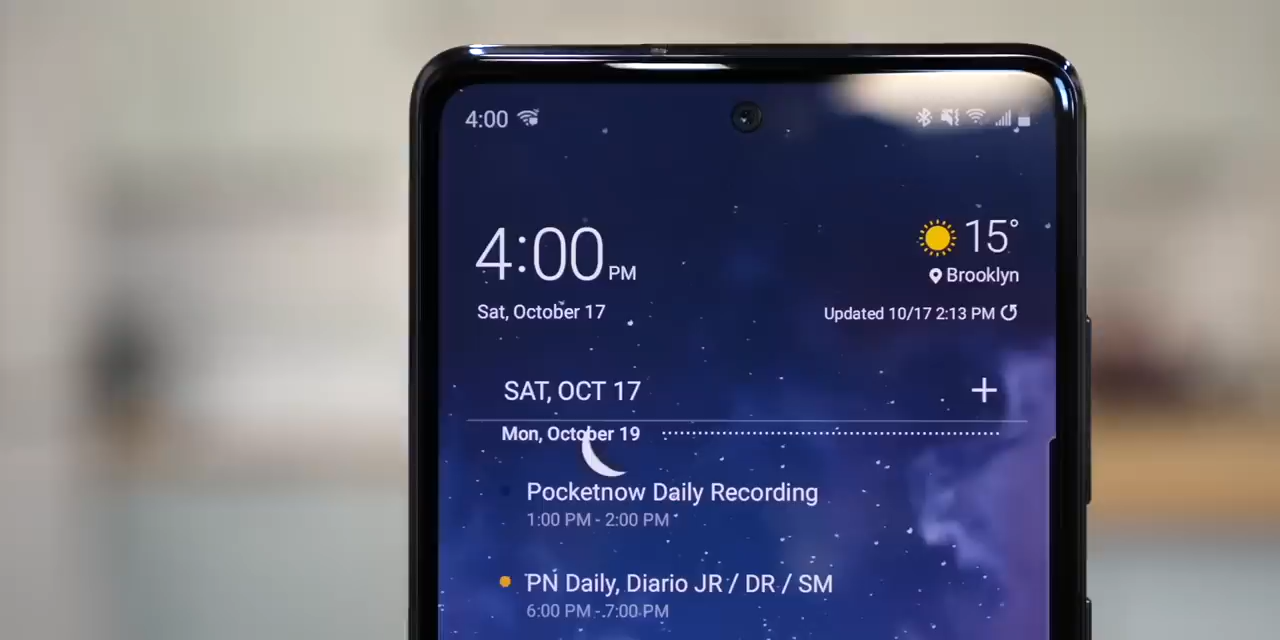 4:00
4:00 PM
15°
Brooklyn
Sat, October 17
Updated 10/17 2:13 PM
SAT, OCT 17
+
Mon, October 19
Pocketnow Daily Recording
1:00 PM - 2:00 PM
PN Daily, Diario JR / DR / SM
6:00 PM - 7:00 PM